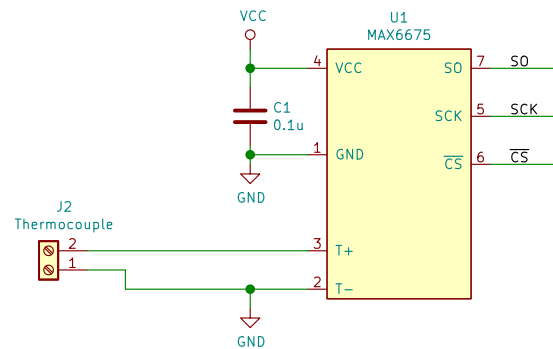 VCC
U1
MAX6675
4
VCC
SO
7
SO
C1
0.1u
SCK
5
SCK
1
GND
CS
6
CS
GND
J2
Thermocouple
2
3
T+
1
2
T-
GND